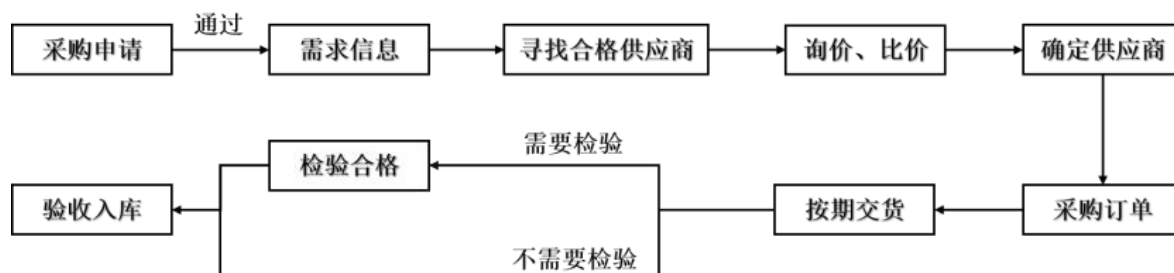 通过
采购申请
需求信息
寻找合格供应商
询价、比价
确定供应商
需要检验
检验合格
验收入库
按期交货
采购订单
不需要检验